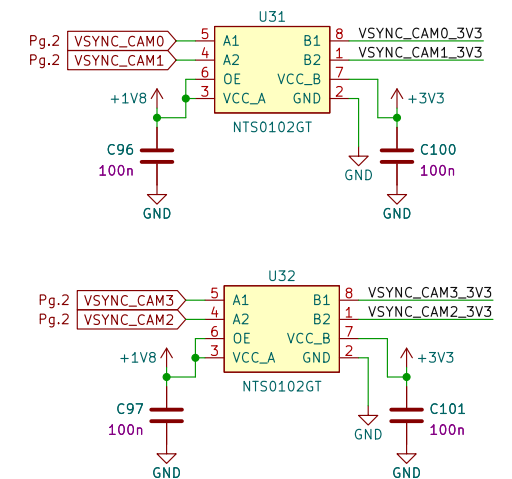 U31
Pg.2 VSYNC_CAM0 5 A1 B1 8 VSYNC_CAM0_3V3
Pg.2 VSYNC_CAM1 4 A2 B2 1 VSYNC_CAM1_3V3
6 OE VCC_B 7
+1V8 3 VCC_A GND 2 +3V3
NTS0102GT
C96 100n
C100 100n
GND
GND
GND
U32
Pg.2 VSYNC_CAM3 5 A1 B1 8 VSYNC_CAM3_3V3
Pg.2 VSYNC_CAM2 4 A2 B2 1 VSYNC_CAM2_3V3
6 OE VCC_B 7
+1V8 3 VCC_A GND 2 +3V3
NTS0102GT
C97 100n
C101 100n
GND
GND
GND